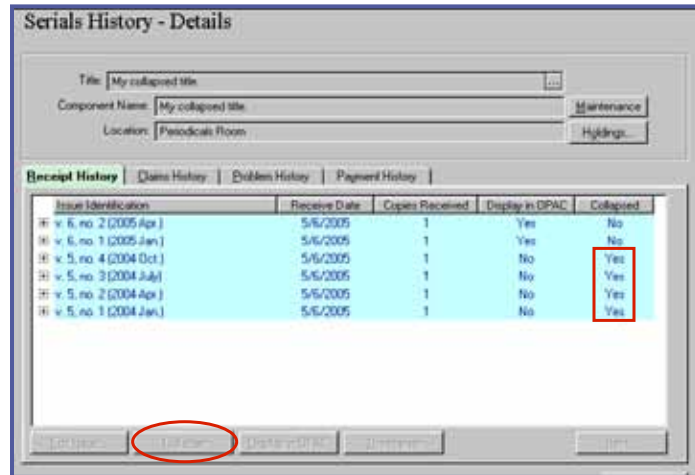 Serials History - Details
Title: My collapsed title ...
Component Name: My collapsed title Maintenance
Location: Periodicals Room Holdings...
Receipt History Claims History Problem History Payment History
Issue Identification Receive Date Copies Received Display in OPAC Collapsed
v. 6, no. 2 (2005 Apr.) 5/6/2005 1 Yes No
v. 6, no. 1 (2005 Jan.) 5/6/2005 1 Yes No
v. 5, no. 4 (2004 Oct.) 5/6/2005 1 No Yes
v. 5, no. 3 (2004 July) 5/6/2005 1 No Yes
v. 5, no. 2 (2004 Apr.) 5/6/2005 1 No Yes
v. 5, no. 1 (2004 Jan.) 5/6/2005 1 No Yes